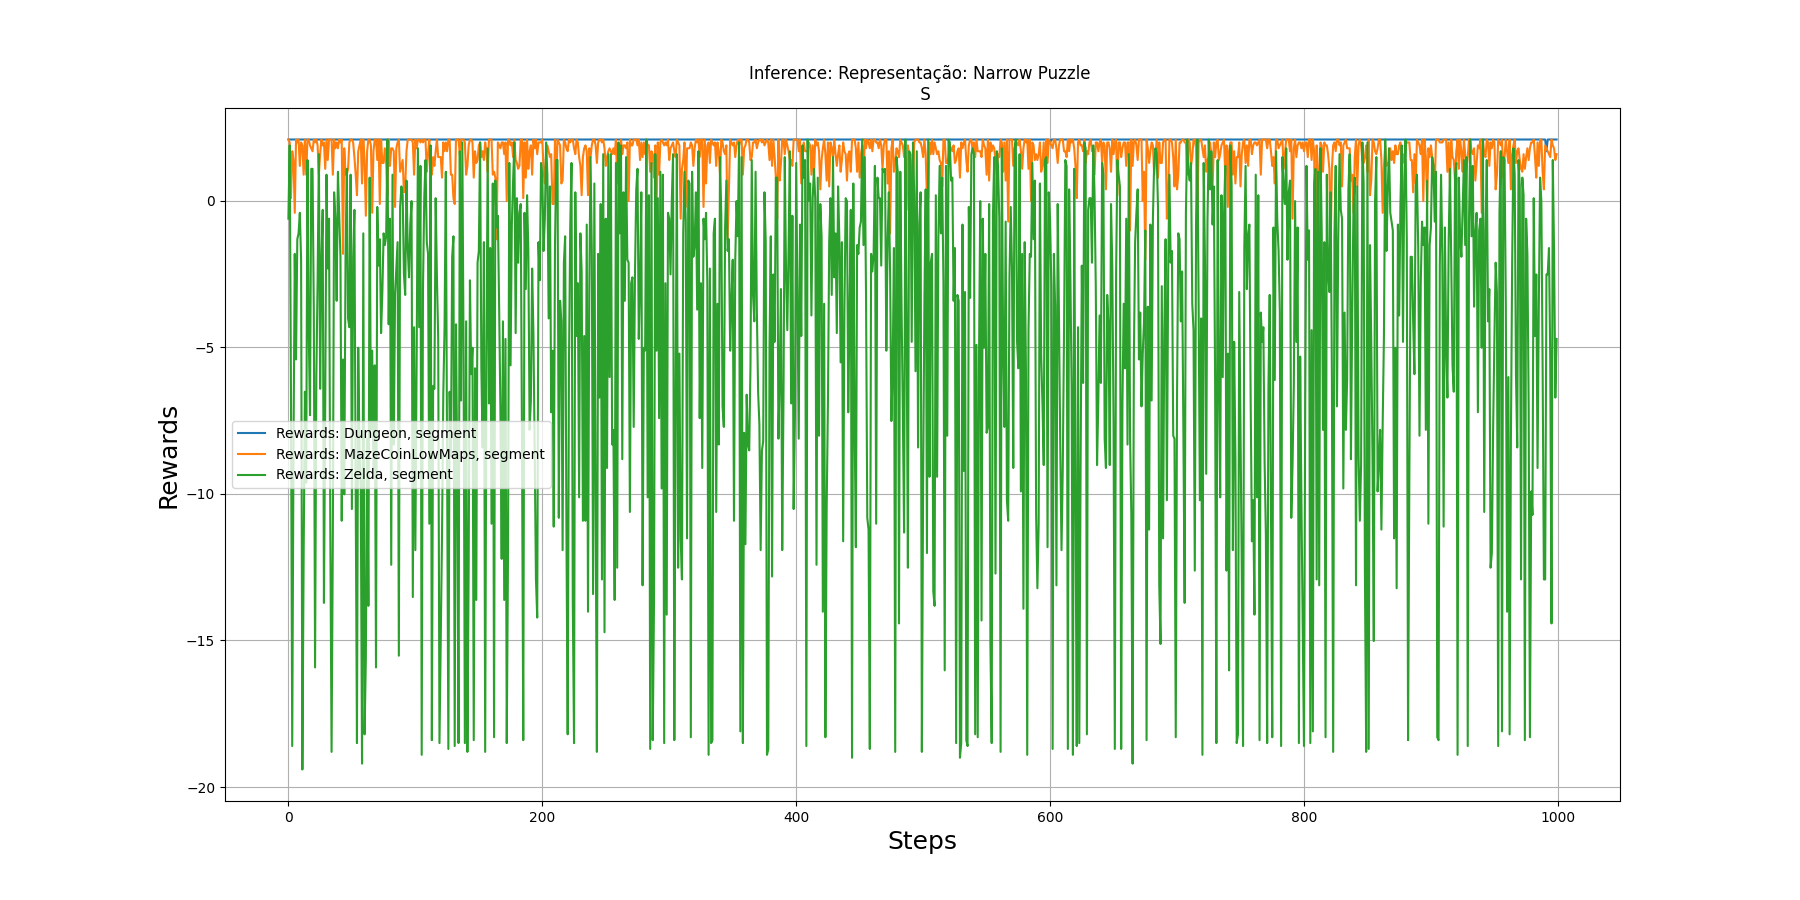 Inference: Representação: Narrow Puzzle
S
Rewards
0
−5
−10
−15
−20
Rewards: Dungeon, segment
Rewards: MazeCoinLowMaps, segment
Rewards: Zelda, segment
0 200 400 600 800 1000
Steps